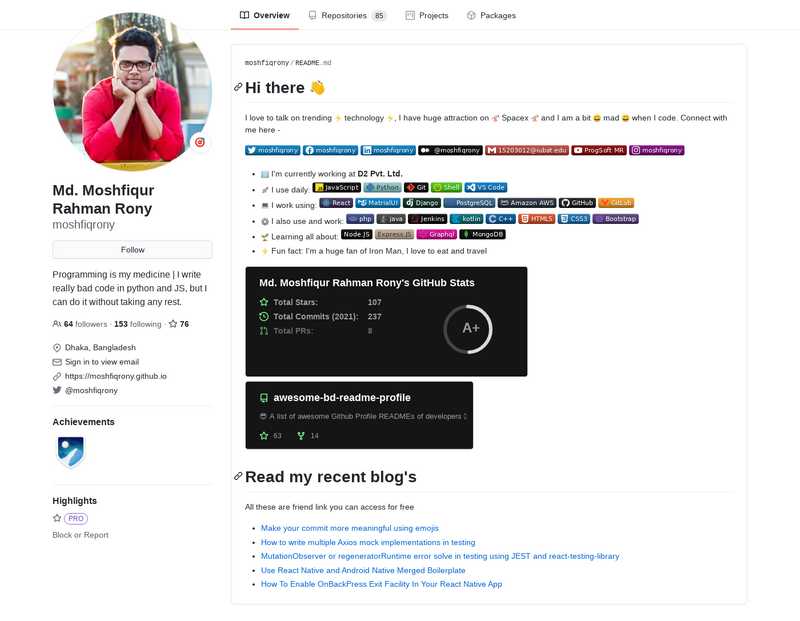 Overview
Repositories 85
Projects
Packages
Md. Moshfiqur
Rahman Rony
moshfiqrony
Follow
Programming is my medicine | I write
really bad code in python and JS, but I
can do it without taking any rest.
64 followers · 153 following · 76
Dhaka, Bangladesh
Sign in to view email
https://moshfiqrony.github.io
@moshfiqrony
Achievements
Highlights
PRO
Block or Report
moshfiqrony/README.md
Hi there 👋
I love to talk on trending ⚡ technology ⚡, I have huge attraction on 🚀 Spacex 🚀 and I am a bit 😄 mad 😄 when I code. Connect with
me here -
moshfiqrony moshfiqrony moshfiqrony @moshfiqrony 15203012@iubat.edu ProgSoft MR moshfiqrony
I'm currently working at D2 Pvt. Ltd.
I use daily: JavaScript Python Git Shell VS Code
I work using: React MatrialUI Django PostgreSQL Amazon AWS GitHub GitLab
I also use and work: php java Jenkins kotlin C++ HTML5 CSS3 Bootstrap
Learning all about: Node JS Express JS Graphql MongoDB
⚡ Fun fact: I'm a huge fan of Iron Man, I love to eat and travel
Md. Moshfiqur Rahman Rony's GitHub Stats
Total Stars: 107
Total Commits (2021): 237
Total PRs: 8
A+
awesome-bd-readme-profile
😎 A list of awesome Github Profile READMEs of developers
63 14
Read my recent blog's
All these are friend link you can access for free
Make your commit more meaningful using emojis
How to write multiple Axios mock implementations in testing
MutationObserver or regeneratorRuntime error solve in testing using JEST and react-testing-library
Use React Native and Android Native Merged Boilerplate
How To Enable OnBackPress Exit Facility In Your React Native App